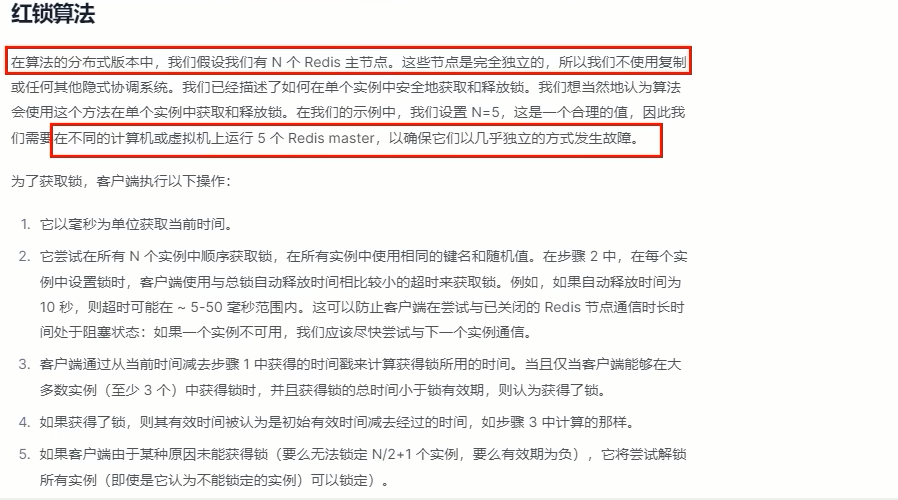 红锁算法
在算法的分布式版本中，我们假设我们有 N 个 Redis 主节点。这些节点是完全独立的，所以我们不使用复制
或任何其他隐式协调系统。我们已经描述了如何在单个实例中安全地获取和释放锁。我们想当然地认为算法
会使用这个方法在单个实例中获取和释放锁。在我们的示例中，我们设置 N=5，这是一个合理的值，因此我
们需要在不同的计算机或虚拟机上运行 5 个 Redis master，以确保它们以几乎独立的方式发生故障。
为了获取锁，客户端执行以下操作：
1. 它以毫秒为单位获取当前时间。
2. 它尝试在所有 N 个实例中顺序获取锁，在所有实例中使用相同的键名和随机值。在步骤 2 中，在每个实
例中设置锁时，客户端使用与总锁自动释放时间相比较小的超时来获取锁。例如，如果自动释放时间为
10 秒，则超时可能在 ~ 5-50 毫秒范围内。这可以防止客户端在尝试与已关闭的 Redis 节点通信时长时
间处于阻塞状态：如果一个实例不可用，我们应该尽快尝试与下一个实例通信。
3. 客户端通过从当前时间减去步骤 1 中获得的时间戳来计算获得锁所用的时间。当且仅当客户端能够在大
多数实例（至少 3 个）中获得锁时，并且获得锁的总时间小于锁有效期，则认为获得了锁。
4. 如果获得了锁，则其有效时间被认为是初始有效时间减去经过的时间，如步骤 3 中计算的那样。
5. 如果客户端由于某种原因未能获得锁（要么无法锁定 N/2+1 个实例，要么有效期为负），它将尝试解锁
所有实例（即使是它认为不能锁定的实例）可以锁定）。